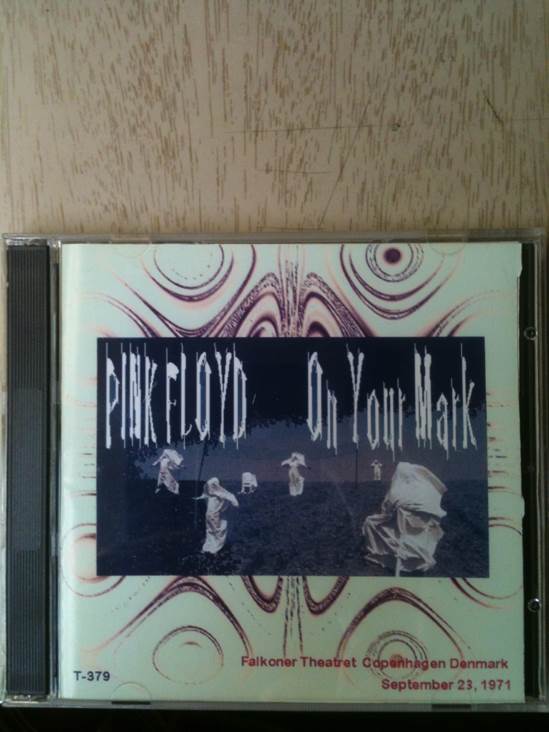 PINK FLOYD On Your Mark
Falkoner Theatret Copenhagen Denmark
T-379
September 23, 1971